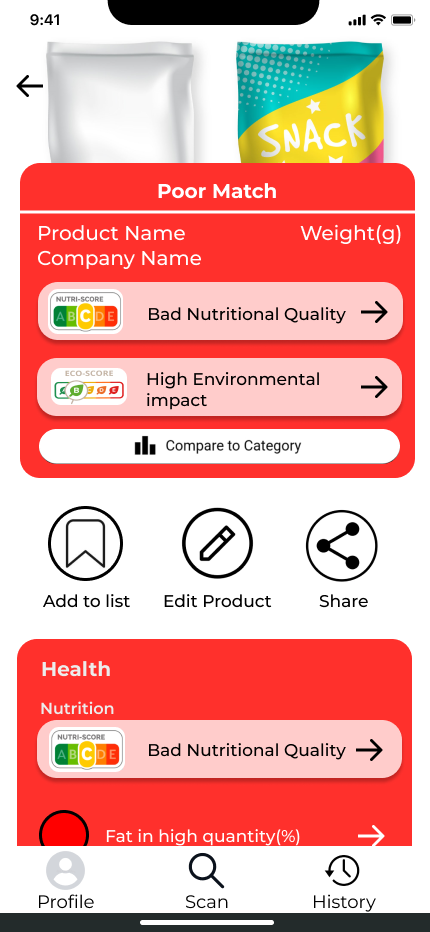 9:41
SNACK
Poor Match
Product Name
Weight(g)
Company Name
NUTRI-SCORE
A B C D E
Bad Nutritional Quality
ECO-SCORE
B
High Environmental
impact
Compare to Category
Add to list
Edit Product
Share
Health
Nutrition
NUTRI-SCORE
A B C D E
Bad Nutritional Quality
Fat in high quantity(%)
Profile
Scan
History